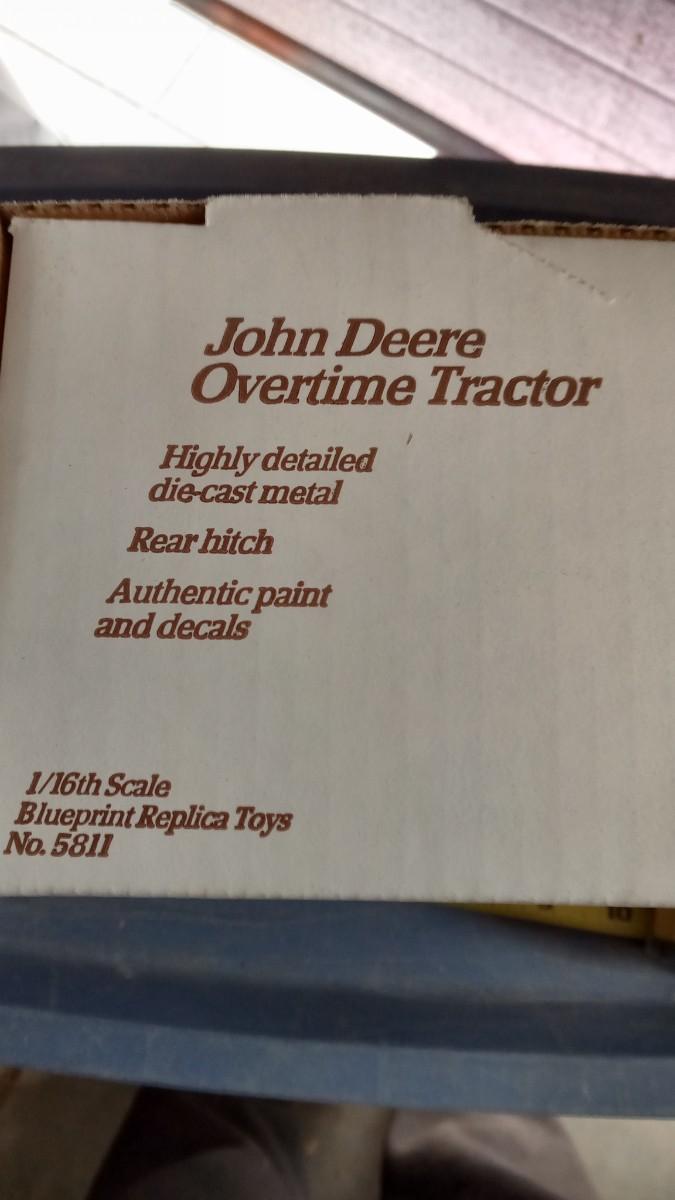 John Deere
Overtime Tractor
Highly detailed
die-cast metal
Rear hitch
Authentic paint
and decals
1/16th Scale
Blueprint Replica Toys
No. 5811